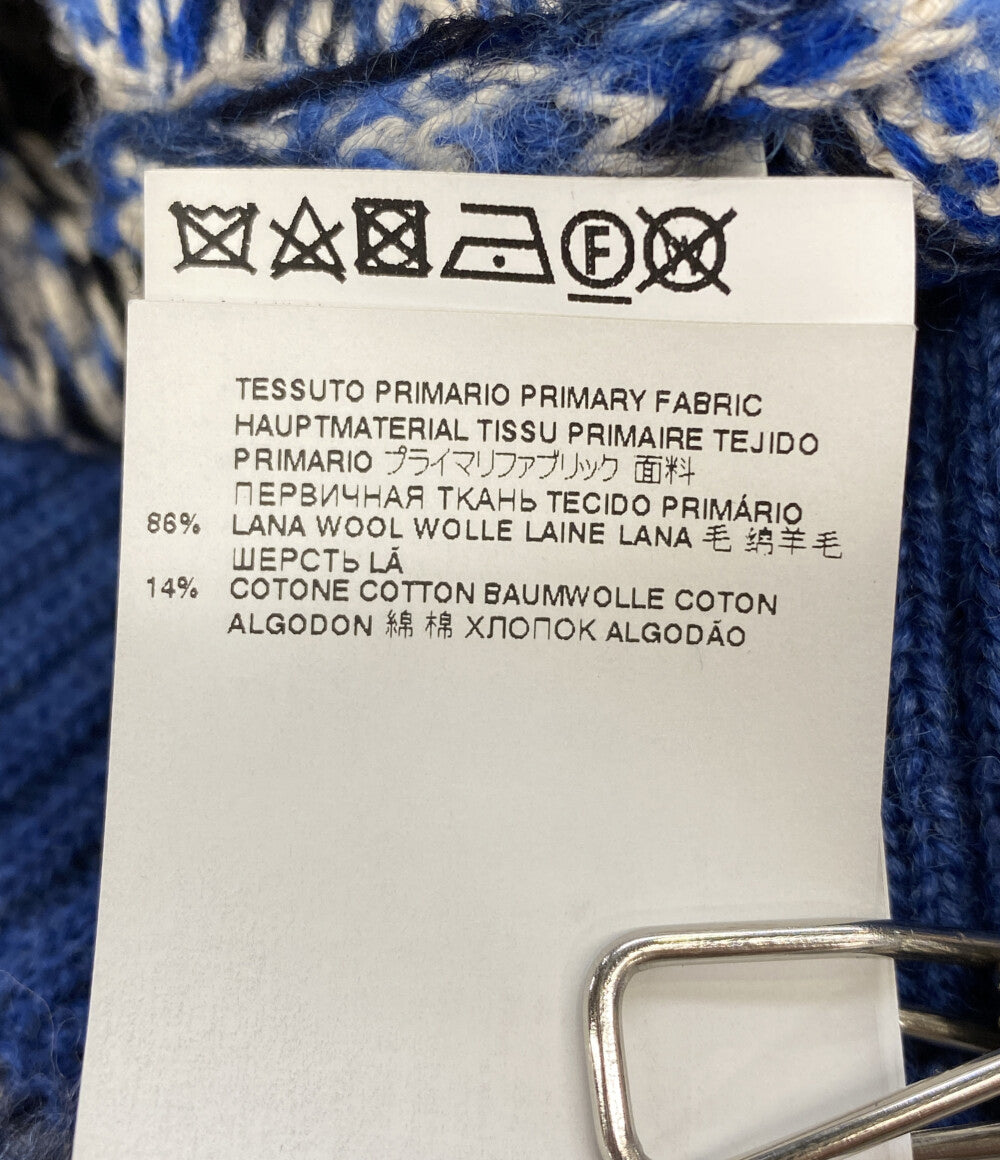 F
W
TESSUTO PRIMARIO PRIMARY FABRIC
HAUPTMATERIAL TISSU PRIMAIRE TEJIDO
PRIMARIO プライマリファブリック 面料
ПЕРВИЧНАЯ ТКАНЬ TECIDO PRIMÁRIO
86% LANA WOOL WOLLE LAINE LANA 毛 绵羊毛
ШЕРСТЬ LÃ
14% COTONE COTTON BAUMWOLLE COTON
ALGODON 綿 棉 ХЛОПОК ALGODÃO